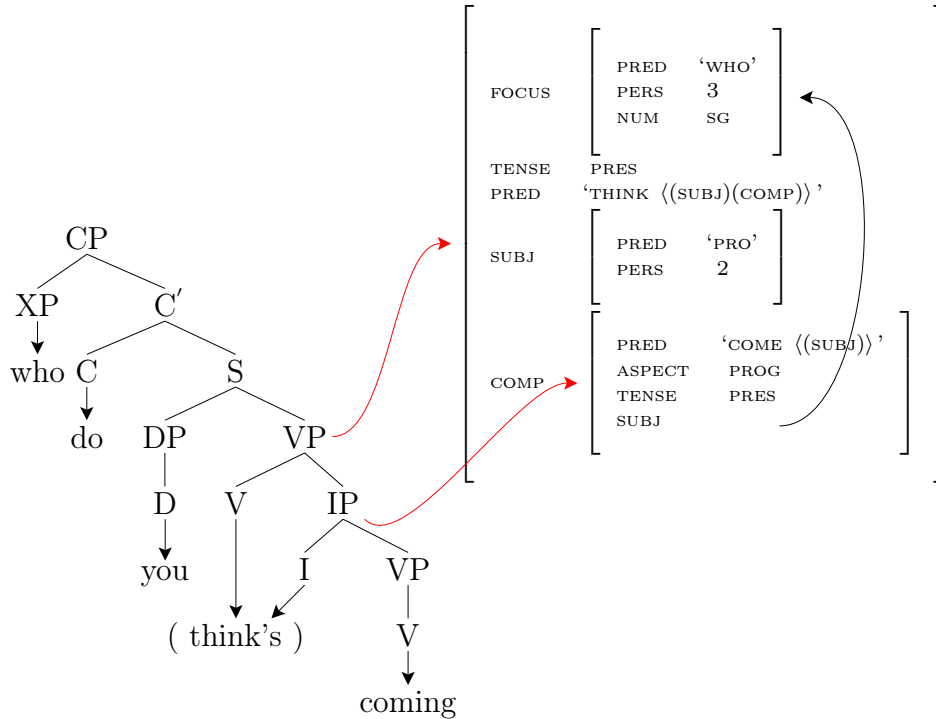 FOCUS
PRED ‘WHO’
PERS 3
NUM SG
TENSE PRES
PRED ‘THINK ⟨(SUBJ)(COMP)⟩ ’
SUBJ
PRED ‘PRO’
PERS 2
COMP
PRED ‘COME ⟨(SUBJ)⟩ ’
ASPECT PROG
TENSE PRES
SUBJ
CP
XP C′
who C S
do DP VP
D V IP
you I VP
( think's ) V
coming